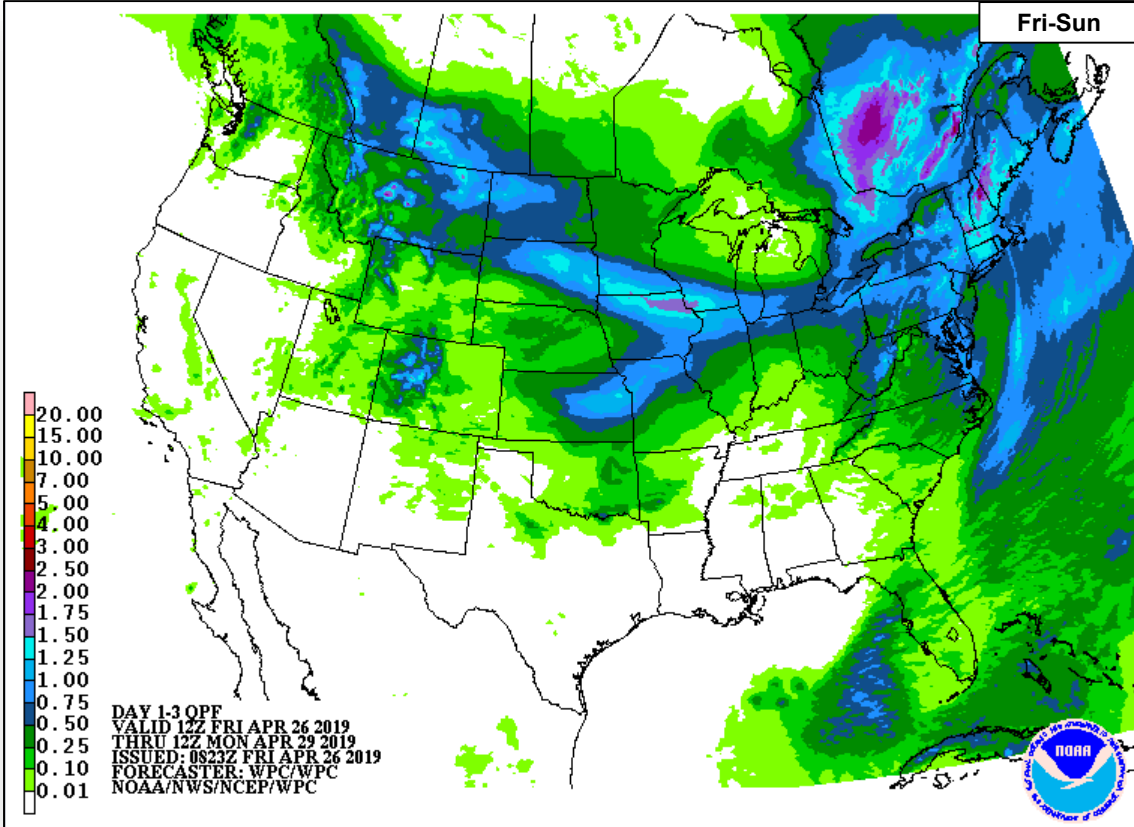 Fri-Sun
20.00
15.00
10.00
7.00
5.00
4.00
3.00
2.50
2.00
1.75
1.50
1.25
1.00
0.75
0.50
0.25
0.10
0.01
DAY 1-3 QPF
VALID 12Z FRI APR 26 2019
THRU 12Z MON APR 29 2019
ISSUED: 0823Z FRI APR 26 2019
FORECASTER: WPC/WPC
NOAA/NWS/NCEP/WPC
NOAA